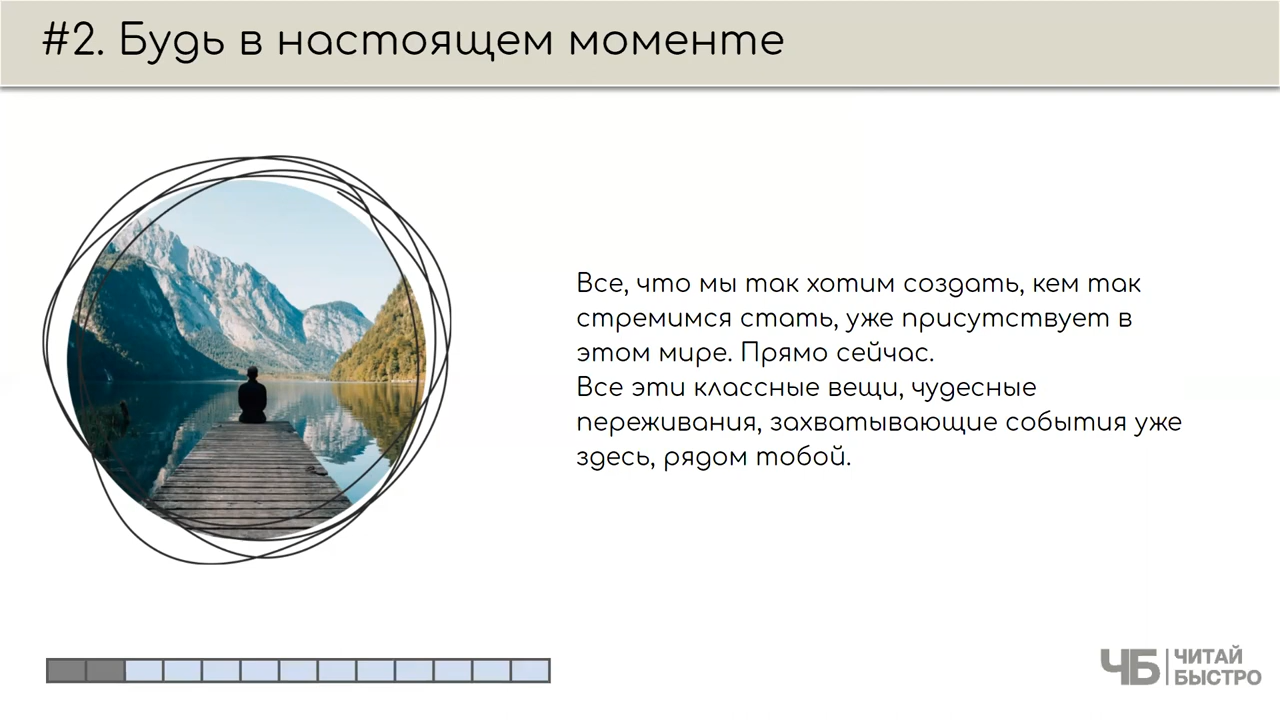 #2. Будь в настоящем моменте
Все, что мы так хотим создать, кем так
стремимся стать, уже присутствует в
этом мире. Прямо сейчас.
Все эти классные вещи, чудесные
переживания, захватывающие события уже
здесь, рядом тобой.
ЧБ
ЧИТАЙ
БЫСТРО